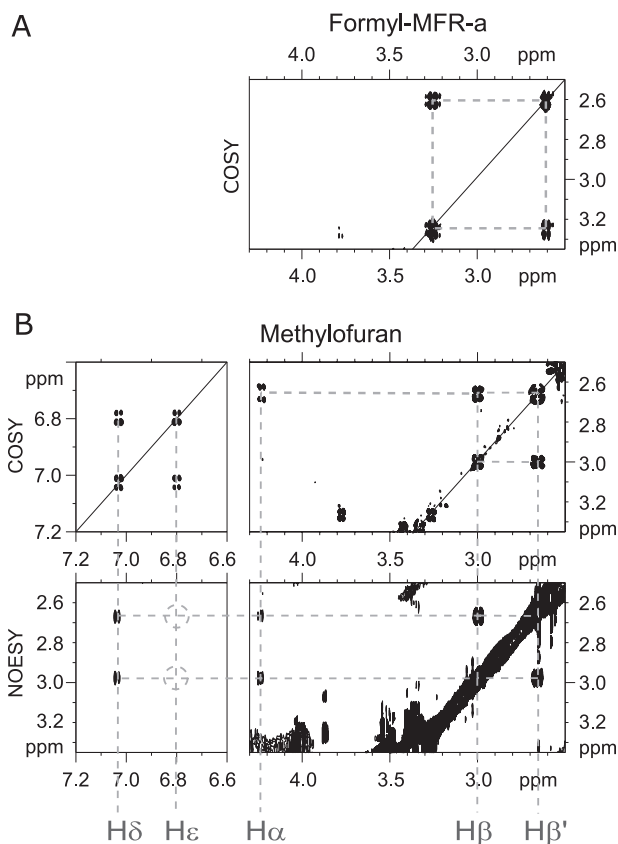 A
Formyl-MFR-a
4.0 3.5 3.0 ppm
COSY
2.6
2.8
3.0
3.2
ppm
4.0 3.5 3.0 ppm
B
Methylofuran
ppm
6.8
7.0
7.2
COSY
2.6
2.8
3.0
3.2
ppm
7.2 7.0 6.8 6.6
4.0 3.5 3.0 ppm
NOESY
2.6
2.8
3.0
3.2
ppm
2.6
2.8
3.0
3.2
ppm
7.2 7.0 6.8 6.6
4.0 3.5 3.0 ppm
Hδ Hε Hα Hβ Hβ'